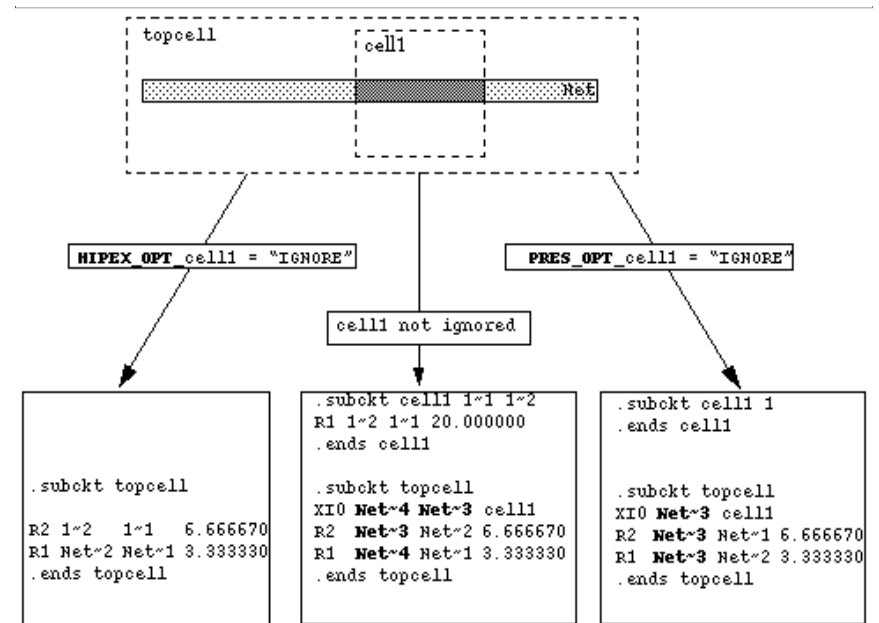 topcell
cell1
Net
HIPEX_OPT_cell1 = "IGNORE"
PRES_OPT_cell1 = "IGNORE"
cell1 not ignored
.subckt topcell
R2 1~2 1~1 6.666670
R1 Net~2 Net~1 3.333330
.ends topcell
.subckt cell1 1~1 1~2
R1 1~2 1~1 20.000000
.ends cell1
.subckt topcell
XI0 Net~4 Net~3 cell1
R2 Net~3 Net~2 6.666670
R1 Net~4 Net~1 3.333330
.ends topcell
.subckt cell1 1
.ends cell1
.subckt topcell
XI0 Net~3 cell1
R2 Net~3 Net~1 6.666670
R1 Net~3 Net~2 3.333330
.ends topcell